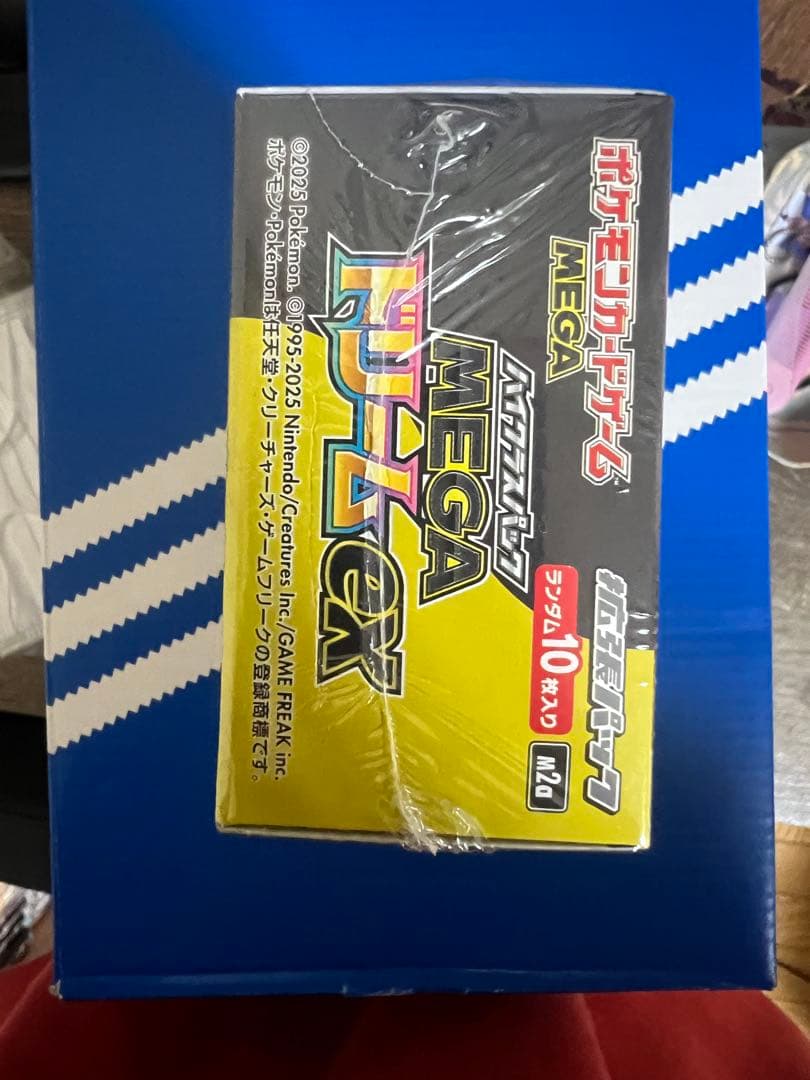 ポケモンカードゲーム™
MEGA
拡張パック
ハイクラスパック
MEGA
ドリームex
ランダム10枚入り
M2a
©2025 Pokémon. ©1995-2025 Nintendo/Creatures Inc./GAME FREAK inc.
ポケモン・Pokémonは任天堂・クリーチャーズ・ゲームフリークの登録商標です。